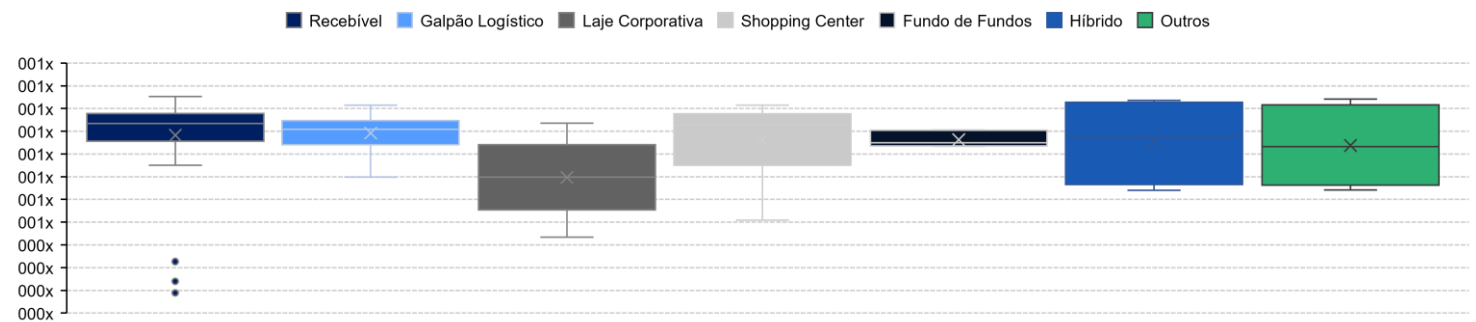 Recebível Galpão Logístico Laje Corporativa Shopping Center Fundo de Fundos Híbrido Outros
001x
001x
001x
001x
001x
001x
001x
001x
000x
000x
000x
000x